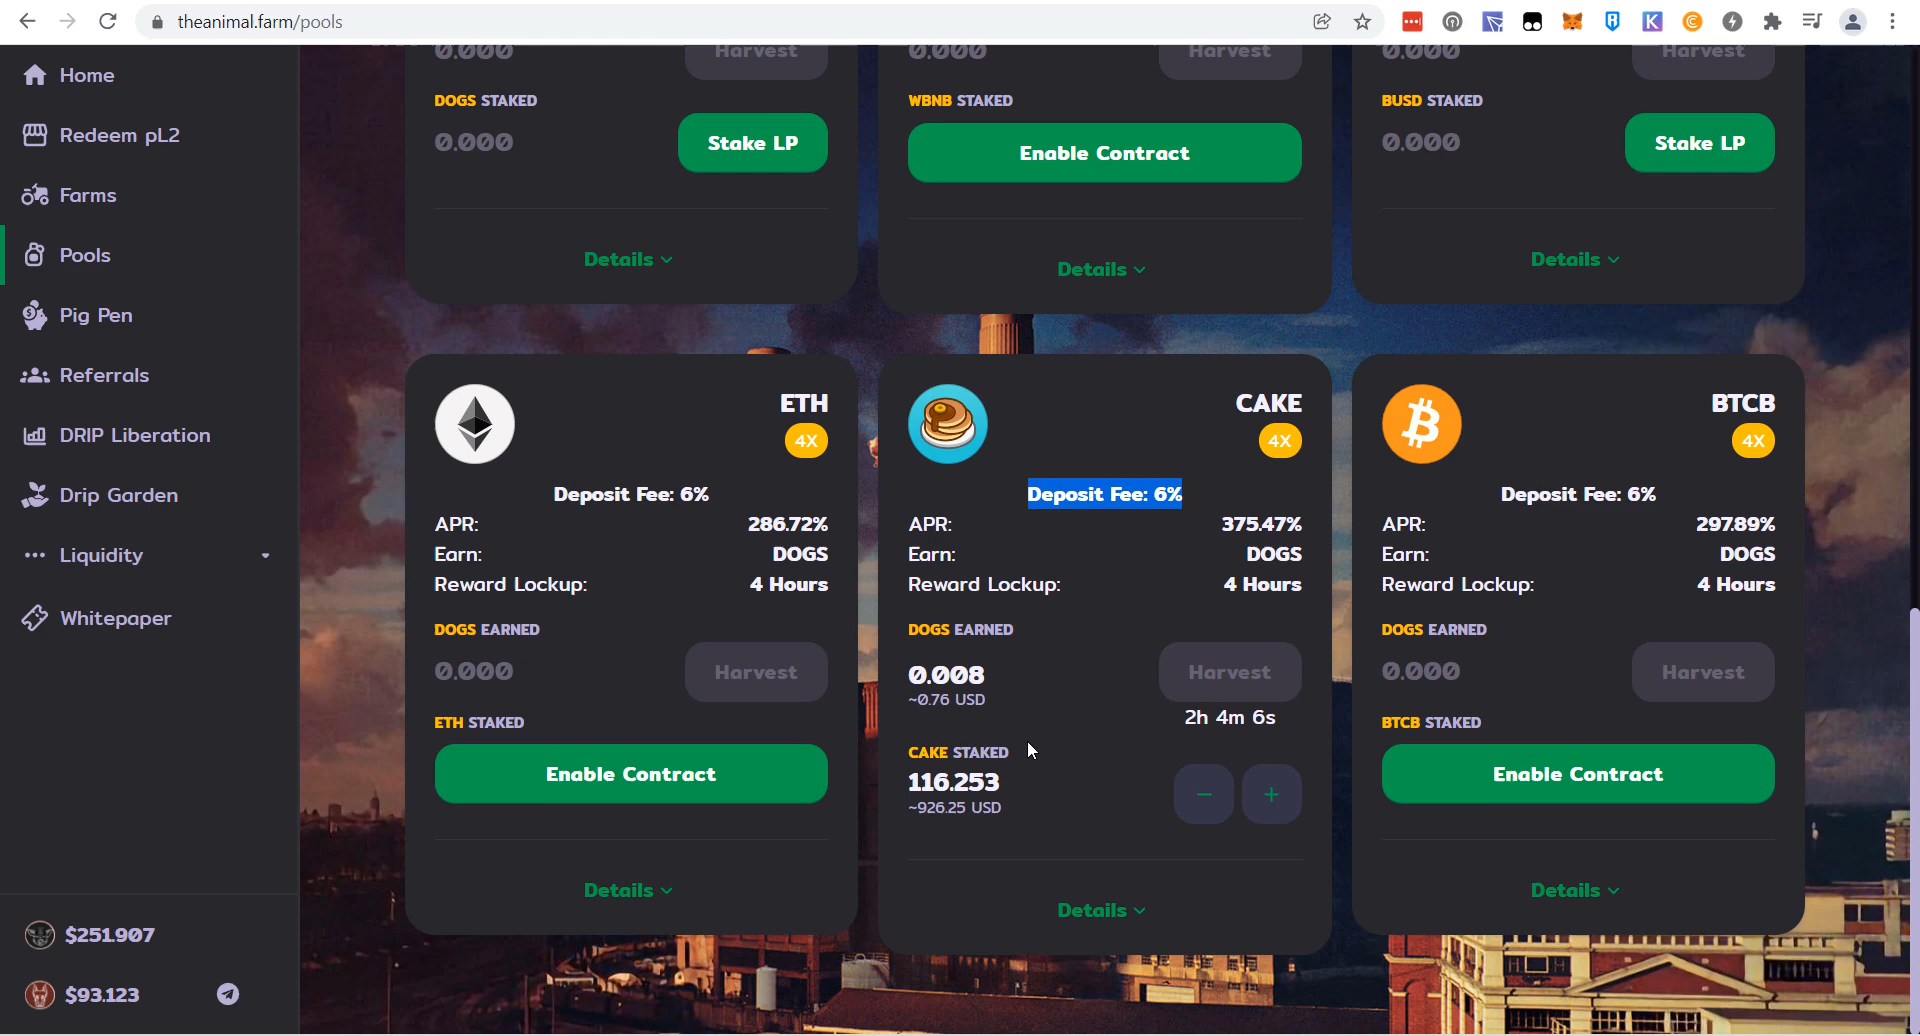 theanimal.farm/pools
Home
Redeem pL2
Farms
Pools
Pig Pen
Referrals
DRIP Liberation
Drip Garden
Liquidity
Whitepaper
$251.907
$93.123
0.000 Harvest
DOGS STAKED
0.000 Stake LP
Details
0.000 Harvest
WBNB STAKED
Enable Contract
Details
0.000 Harvest
BUSD STAKED
0.000 Stake LP
Details
ETH
4X
Deposit Fee: 6%
APR: 286.72%
Earn: DOGS
Reward Lockup: 4 Hours
DOGS EARNED
0.000 Harvest
ETH STAKED
Enable Contract
Details
CAKE
4X
Deposit Fee: 6%
APR: 375.47%
Earn: DOGS
Reward Lockup: 4 Hours
DOGS EARNED
0.008 Harvest
~0.76 USD
2h 4m 6s
CAKE STAKED
116.253
~926.25 USD
− +
Details
BTCB
4X
Deposit Fee: 6%
APR: 297.89%
Earn: DOGS
Reward Lockup: 4 Hours
DOGS EARNED
0.000 Harvest
BTCB STAKED
Enable Contract
Details